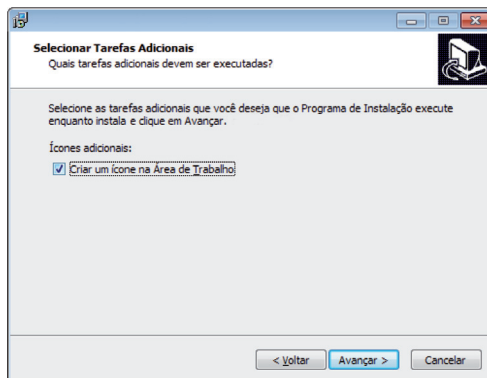 Selecionar Tarefas Adicionais
Quais tarefas adicionais devem ser executadas?
Selecione as tarefas adicionais que você deseja que o Programa de Instalação execute
enquanto instala e clique em Avançar.
Ícones adicionais:
Criar um ícone na Área de Trabalho
< Voltar Avançar > Cancelar